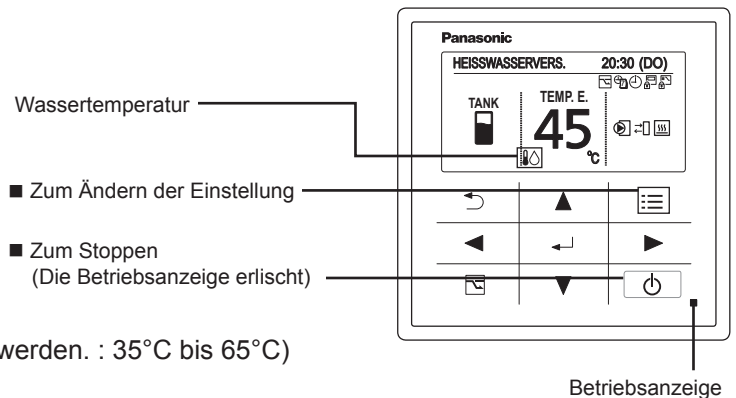 Panasonic
HEISSWASSERVERS. 20:30 (DO)
Wassertemperatur
TANK
TEMP. E.
45
°C
■ Zum Ändern der Einstellung
■ Zum Stoppen
(Die Betriebsanzeige erlischt)
werden. : 35°C bis 65°C)
Betriebsanzeige